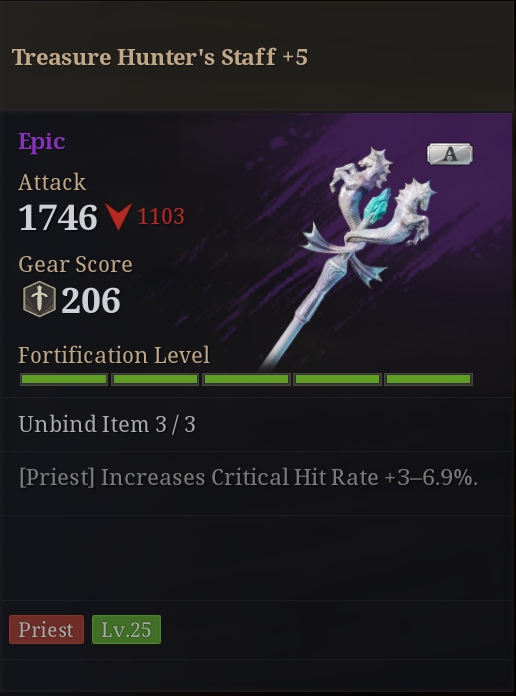 Treasure Hunter's Staff +5
Epic
A
Attack
1746 1103
Gear Score
206
Fortification Level
Unbind Item 3 / 3
[Priest] Increases Critical Hit Rate +3–6.9%.
Priest Lv.25